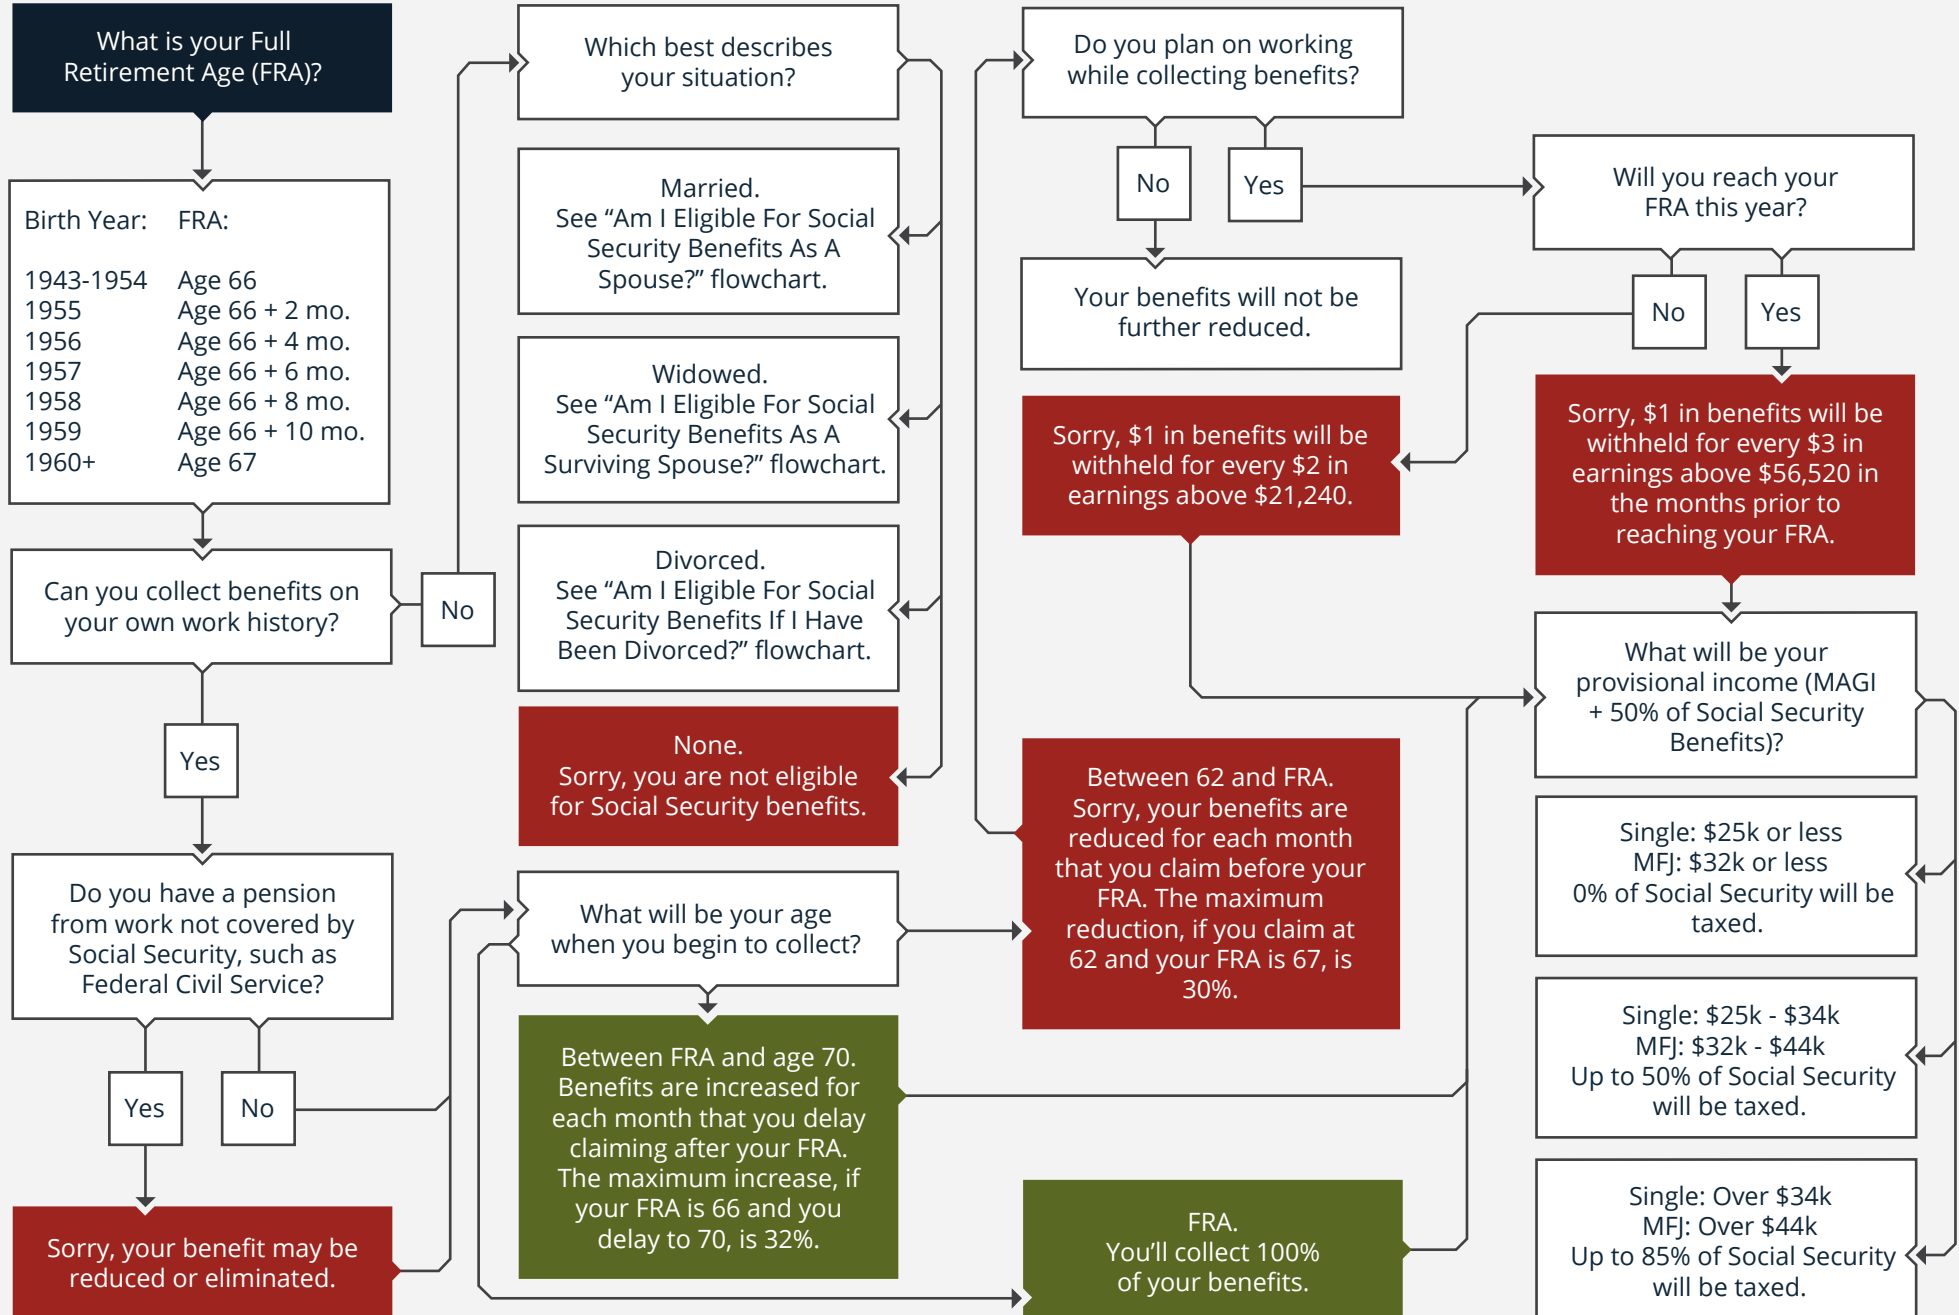 What is your Full
Retirement Age (FRA)?
Birth Year: FRA:
1943-1954 Age 66
1955 Age 66 + 2 mo.
1956 Age 66 + 4 mo.
1957 Age 66 + 6 mo.
1958 Age 66 + 8 mo.
1959 Age 66 + 10 mo.
1960+ Age 67
Can you collect benefits on
your own work history?
No
Yes
Do you have a pension
from work not covered by
Social Security, such as
Federal Civil Service?
Yes
No
Sorry, your benefit may be
reduced or eliminated.
Which best describes
your situation?
Married.
See “Am I Eligible For Social
Security Benefits As A
Spouse?” flowchart.
Widowed.
See “Am I Eligible For Social
Security Benefits As A
Surviving Spouse?” flowchart.
Divorced.
See “Am I Eligible For Social
Security Benefits If I Have
Been Divorced?” flowchart.
None.
Sorry, you are not eligible
for Social Security benefits.
What will be your age
when you begin to collect?
Between FRA and age 70.
Benefits are increased for
each month that you delay
claiming after your FRA.
The maximum increase, if
your FRA is 66 and you
delay to 70, is 32%.
Do you plan on working
while collecting benefits?
No
Yes
Your benefits will not be
further reduced.
Sorry, $1 in benefits will be
withheld for every $2 in
earnings above $21,240.
Between 62 and FRA.
Sorry, your benefits are
reduced for each month
that you claim before your
FRA. The maximum
reduction, if you claim at
62 and your FRA is 67, is
30%.
FRA.
You’ll collect 100%
of your benefits.
Will you reach your
FRA this year?
No
Yes
Sorry, $1 in benefits will be
withheld for every $3 in
earnings above $56,520 in
the months prior to
reaching your FRA.
What will be your
provisional income (MAGI
+ 50% of Social Security
Benefits)?
Single: $25k or less
MFJ: $32k or less
0% of Social Security will be
taxed.
Single: $25k - $34k
MFJ: $32k - $44k
Up to 50% of Social Security
will be taxed.
Single: Over $34k
MFJ: Over $44k
Up to 85% of Social Security
will be taxed.